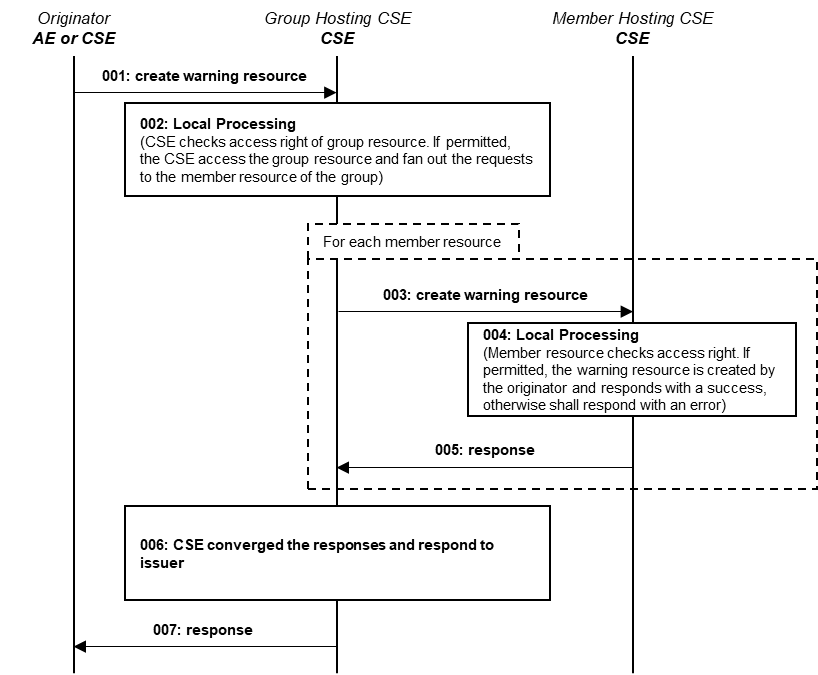 Originator
AE or CSE
Group Hosting CSE
CSE
Member Hosting CSE
CSE
001: create warning resource
002: Local Processing
(CSE checks access right of group resource. If permitted,
the CSE access the group resource and fan out the requests
to the member resource of the group)
For each member resource
003: create warning resource
004: Local Processing
(Member resource checks access right. If
permitted, the warning resource is created by
the originator and responds with a success,
otherwise shall respond with an error)
005: response
006: CSE converged the responses and respond to
issuer
007: response